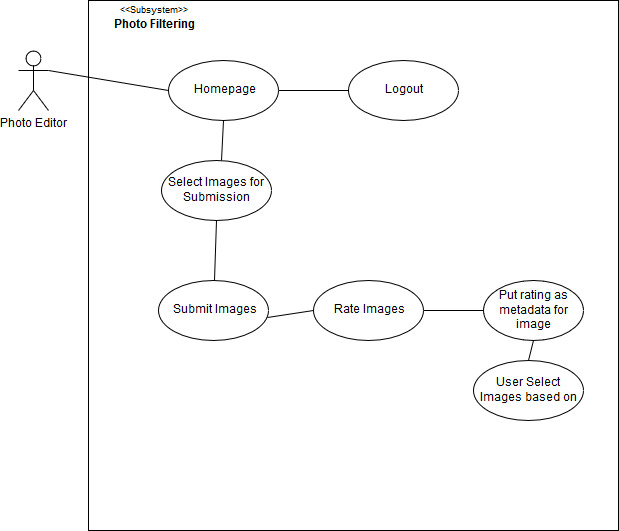 <<Subsystem>>
Photo Filtering
Photo Editor
Homepage
Logout
Select Images for
Submission
Submit Images
Rate Images
Put rating as
metadata for
image
User Select
Images based on